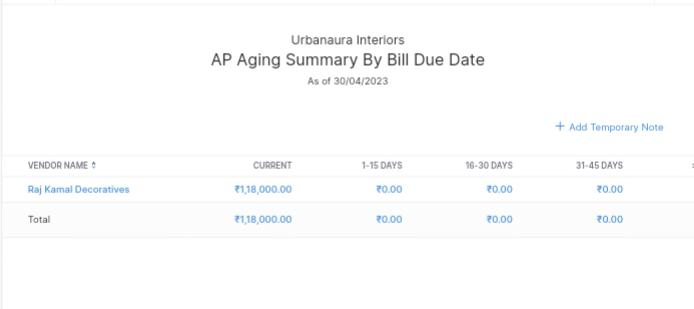 Urbanaura Interiors
AP Aging Summary By Bill Due Date
As of 30/04/2023
+ Add Temporary Note
VENDOR NAME CURRENT 1-15 DAYS 16-30 DAYS 31-45 DAYS
Raj Kamal Decoratives ₹1,18,000.00 ₹0.00 ₹0.00 ₹0.00
Total ₹1,18,000.00 ₹0.00 ₹0.00 ₹0.00